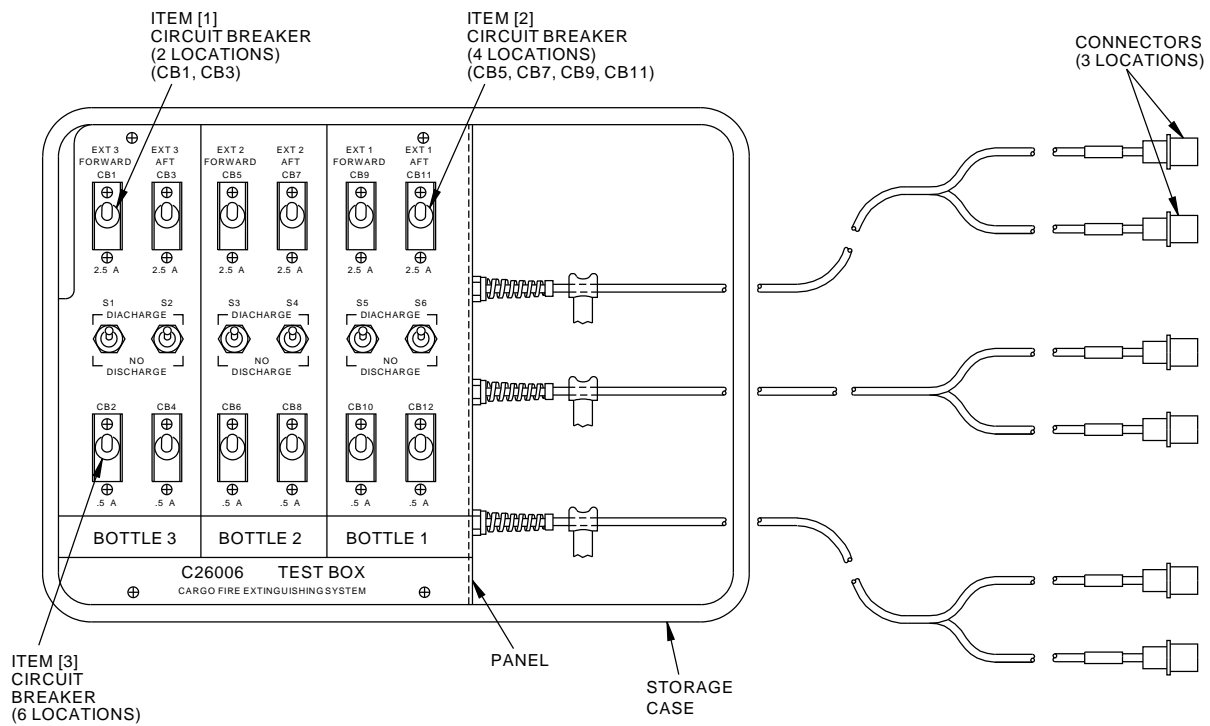 ITEM [1]
CIRCUIT BREAKER
(2 LOCATIONS)
(CB1, CB3)
ITEM [2]
CIRCUIT BREAKER
(4 LOCATIONS)
(CB5, CB7, CB9, CB11)
CONNECTORS
(3 LOCATIONS)
EXT 3 EXT 3 EXT 2 EXT 2 EXT 1 EXT 1
FORWARD AFT FORWARD AFT FORWARD AFT
CB1 CB3 CB5 CB7 CB9 CB11
2.5 A 2.5 A 2.5 A 2.5 A 2.5 A 2.5 A
S1 S2 S3 S4 S5 S6
DIACHARGE DIACHARGE DIACHARGE
NO NO NO
DISCHARGE DISCHARGE DISCHARGE
CB2 CB4 CB6 CB8 CB10 CB12
.5 A .5 A .5 A .5 A .5 A .5 A
BOTTLE 3 BOTTLE 2 BOTTLE 1
C26006 TEST BOX
CARGO FIRE EXTINGUISHING SYSTEM
ITEM [3]
CIRCUIT
BREAKER
(6 LOCATIONS)
PANEL
STORAGE
CASE